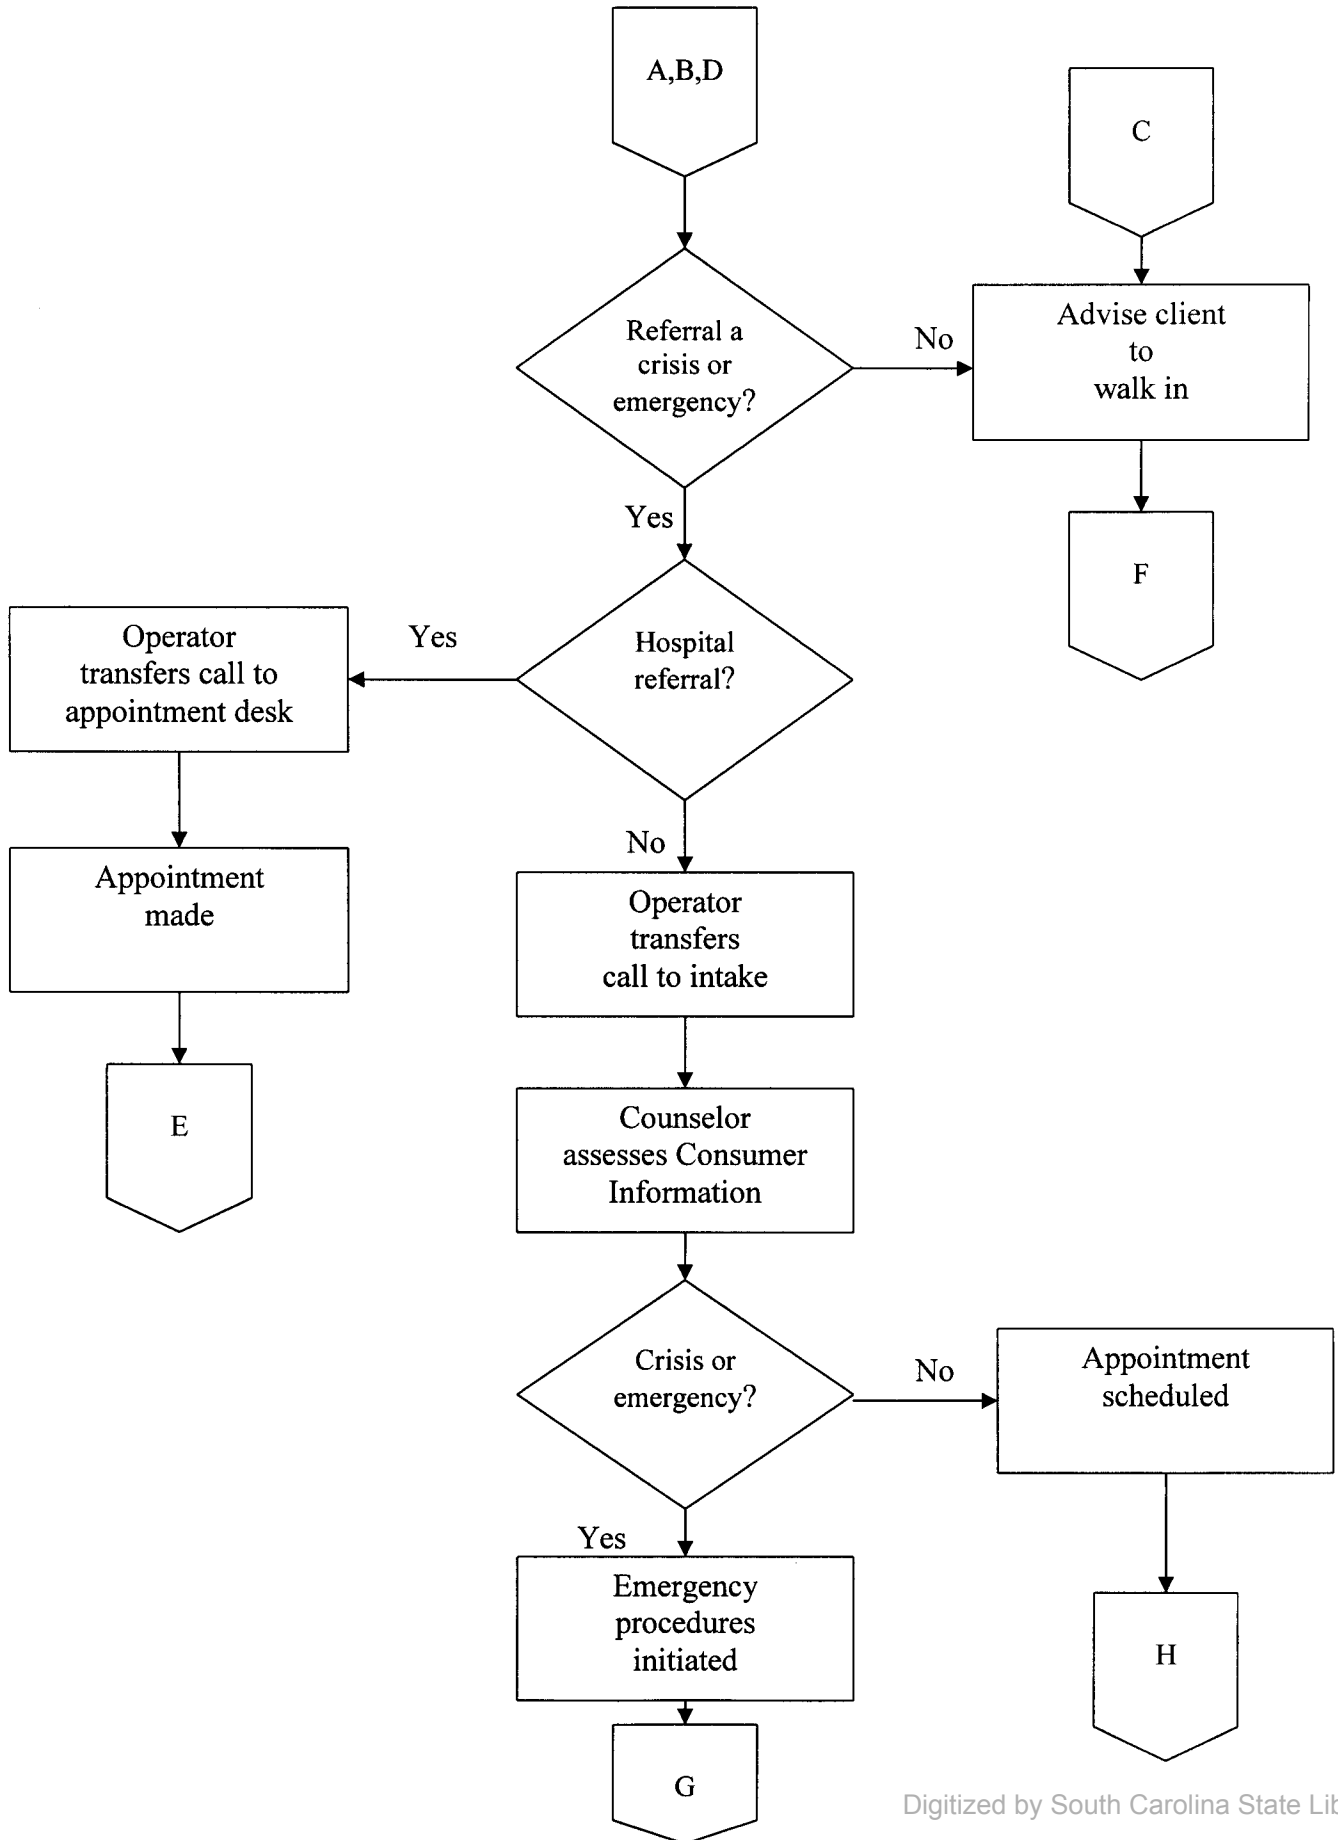 A,B,D
C
Referral a
crisis or
emergency?
No
Advise client
to
walk in
Yes
F
Hospital
referral?
Yes
Operator
transfers call to
appointment desk
No
Appointment
made
Operator
transfers
call to intake
E
Counselor
assesses Consumer
Information
Crisis or
emergency?
No
Appointment
scheduled
Yes
Emergency
procedures
initiated
H
G
Digitized by South Carolina State Lib